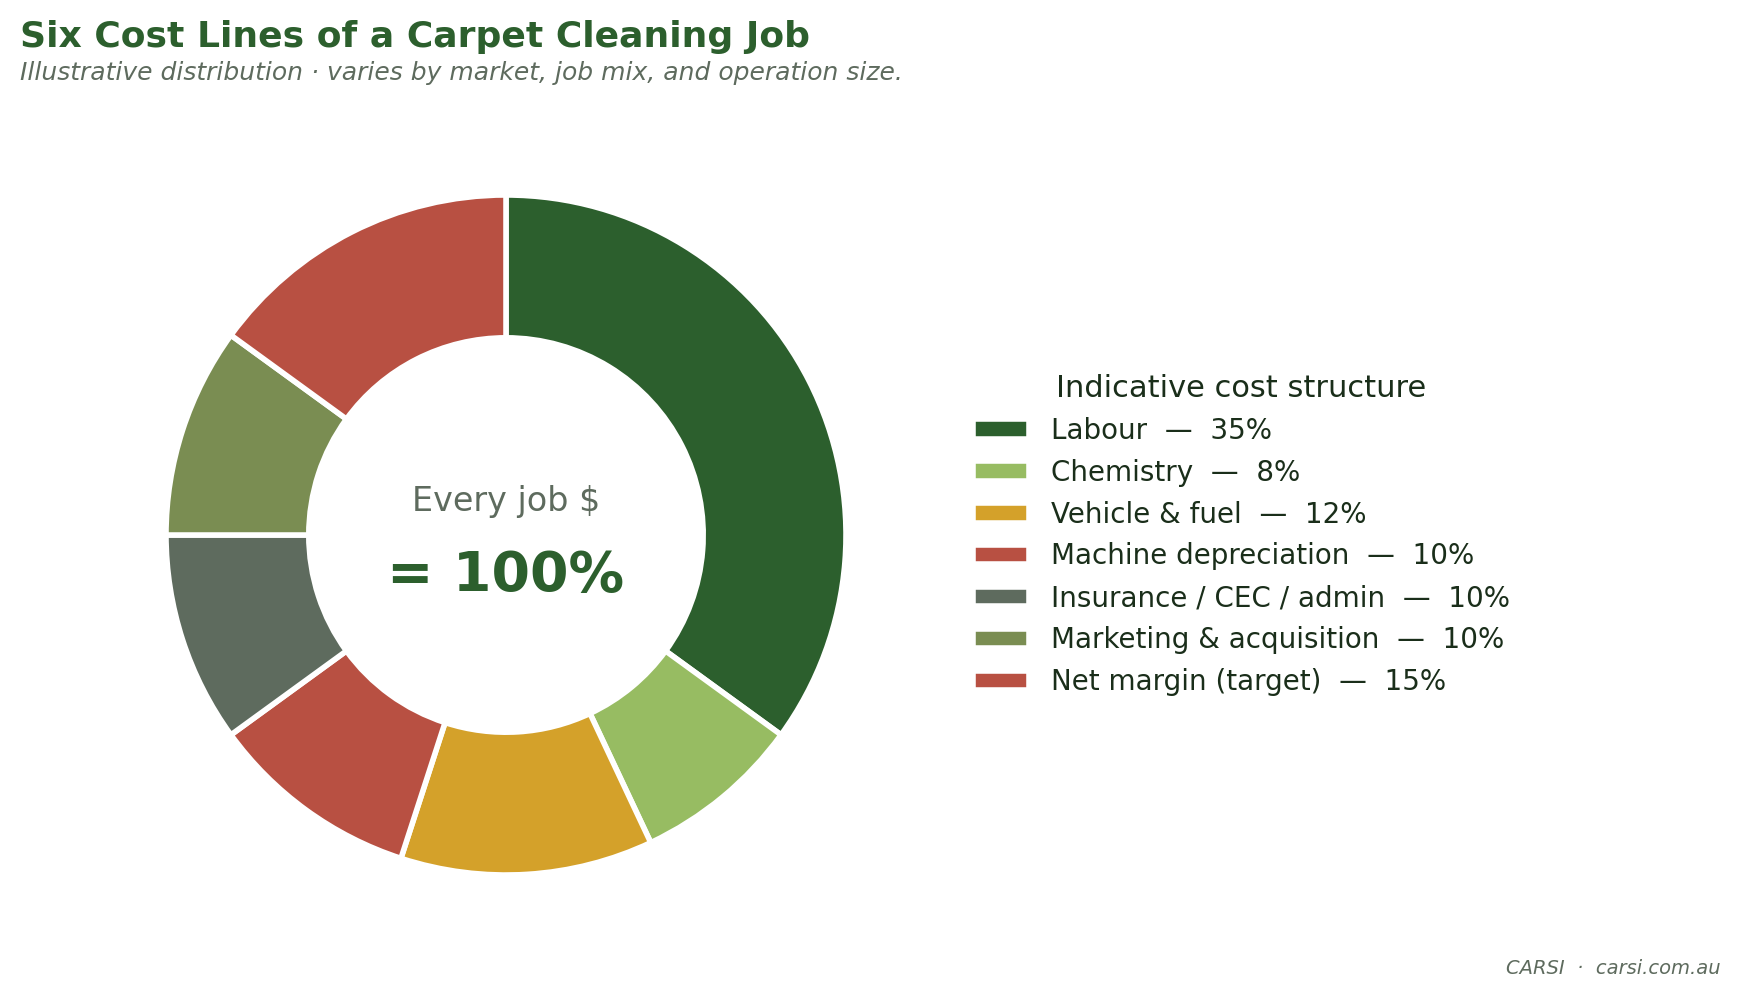 Six Cost Lines of a Carpet Cleaning Job
Illustrative distribution · varies by market, job mix, and operation size.
Every job $
= 100%
Indicative cost structure
Labour — 35%
Chemistry — 8%
Vehicle & fuel — 12%
Machine depreciation — 10%
Insurance / CEC / admin — 10%
Marketing & acquisition — 10%
Net margin (target) — 15%
CARSI · carsi.com.au